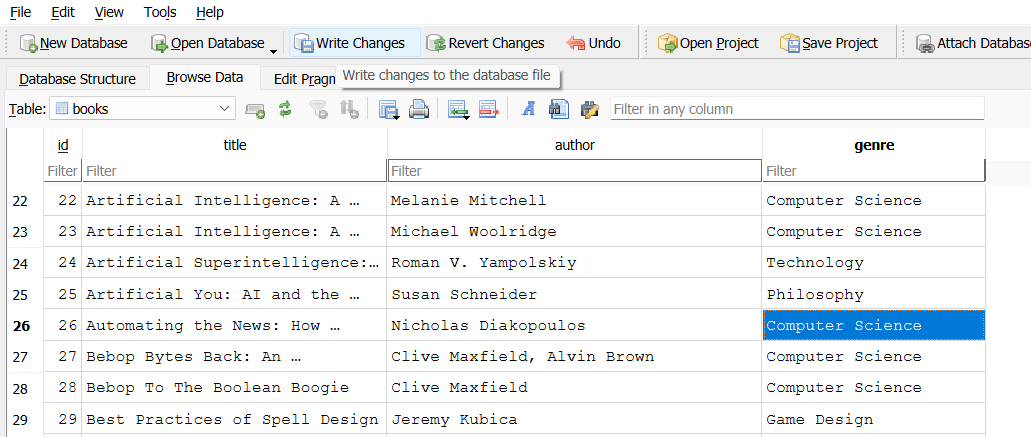 File Edit View Tools Help
New Database Open Database Write Changes Revert Changes Undo Open Project Save Project Attach Database
Database Structure Browse Data Edit Pragm Write changes to the database file
Table: books Filter in any column
id title author genre
Filter Filter Filter Filter
22 22 Artificial Intelligence: A … Melanie Mitchell Computer Science
23 23 Artificial Intelligence: A … Michael Woolridge Computer Science
24 24 Artificial Superintelligence:… Roman V. Yampolskiy Technology
25 25 Artificial You: AI and the … Susan Schneider Philosophy
26 26 Automating the News: How … Nicholas Diakopoulos Computer Science
27 27 Bebop Bytes Back: An … Clive Maxfield, Alvin Brown Computer Science
28 28 Bebop To The Boolean Boogie Clive Maxfield Computer Science
29 29 Best Practices of Spell Design Jeremy Kubica Game Design